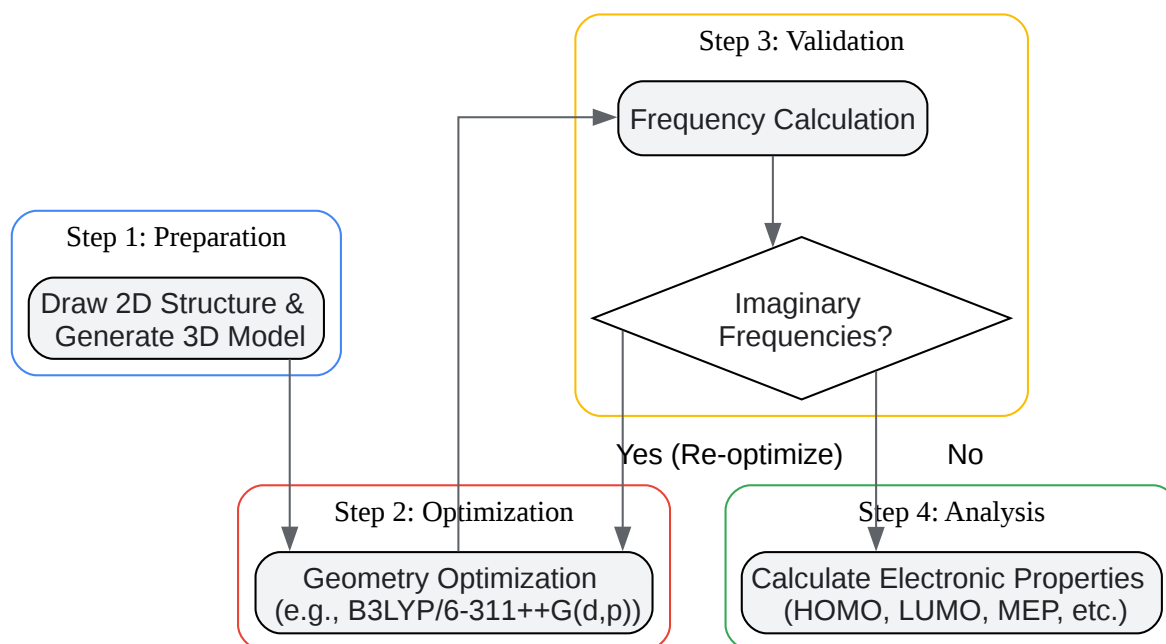 Step 1: Preparation
Draw 2D Structure &
Generate 3D Model
Step 2: Optimization
Geometry Optimization
(e.g., B3LYP/6-311++G(d,p))
Step 3: Validation
Frequency Calculation
Imaginary
Frequencies?
Yes (Re-optimize)
No
Step 4: Analysis
Calculate Electronic Properties
(HOMO, LUMO, MEP, etc.)